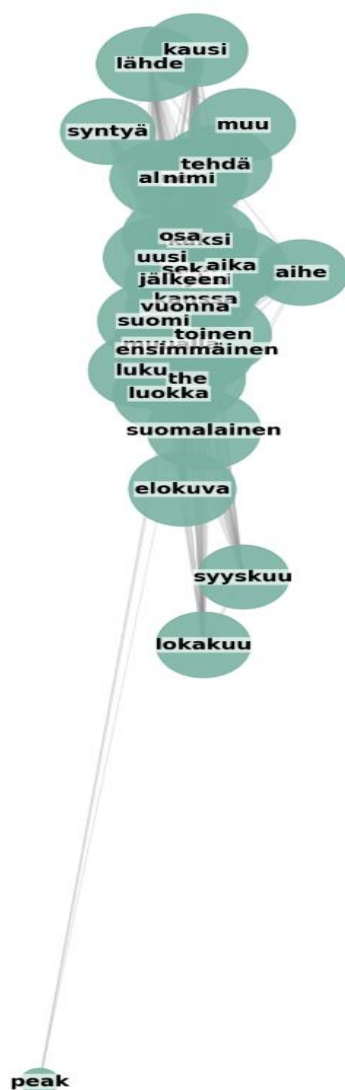 kausi
lähde
muu
syntyä
tehdä
nimi
osa
kaksi
uusi
aika
aihe
jälkeen
kanssa
vuonna
suomi
toinen
ensimmäinen
luku
the
luokka
suomalainen
elokuva
syyskuu
lokakuu
peak